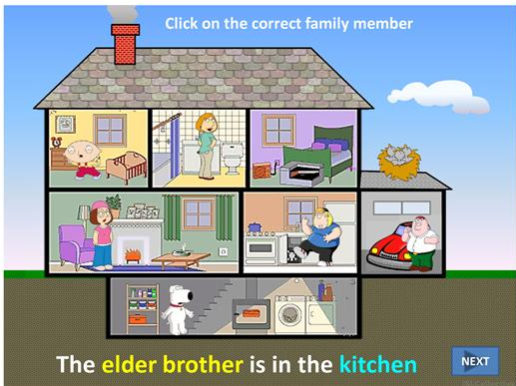 Click on the correct family member
The elder brother is in the kitchen
NEXT